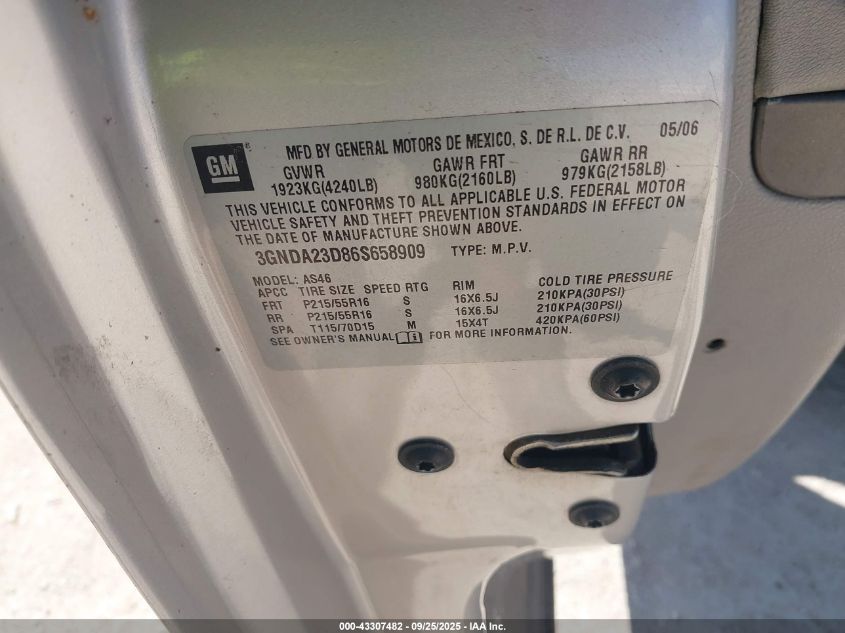 GM ®
MFD BY GENERAL MOTORS DE MEXICO, S. DE R.L. DE C.V. 05/06
GVWR GAWR FRT GAWR RR
1923KG(4240LB) 980KG(2160LB) 979KG(2158LB)
THIS VEHICLE CONFORMS TO ALL APPLICABLE U.S. FEDERAL MOTOR
VEHICLE SAFETY AND THEFT PREVENTION STANDARDS IN EFFECT ON
THE DATE OF MANUFACTURE SHOWN ABOVE.
3GNDA23D86S658909 TYPE: M.P.V.
MODEL: AS46
APCC TIRE SIZE SPEED RTG RIM COLD TIRE PRESSURE
FRT P215/55R16 S 16X6.5J 210KPA(30PSI)
RR P215/55R16 S 16X6.5J 210KPA(30PSI)
SPA T115/70D15 M 15X4T 420KPA(60PSI)
SEE OWNER'S MANUAL FOR MORE INFORMATION.
000-43307482 - 09/25/2025 - IAA Inc.